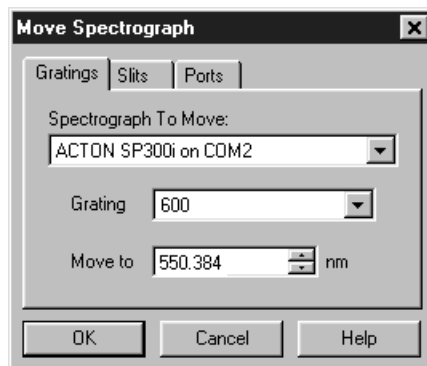 Move Spectrograph
Gratings Slits Ports
Spectrograph To Move:
ACTON SP300i on COM2
Grating 600
Move to 550.384 nm
OK Cancel Help